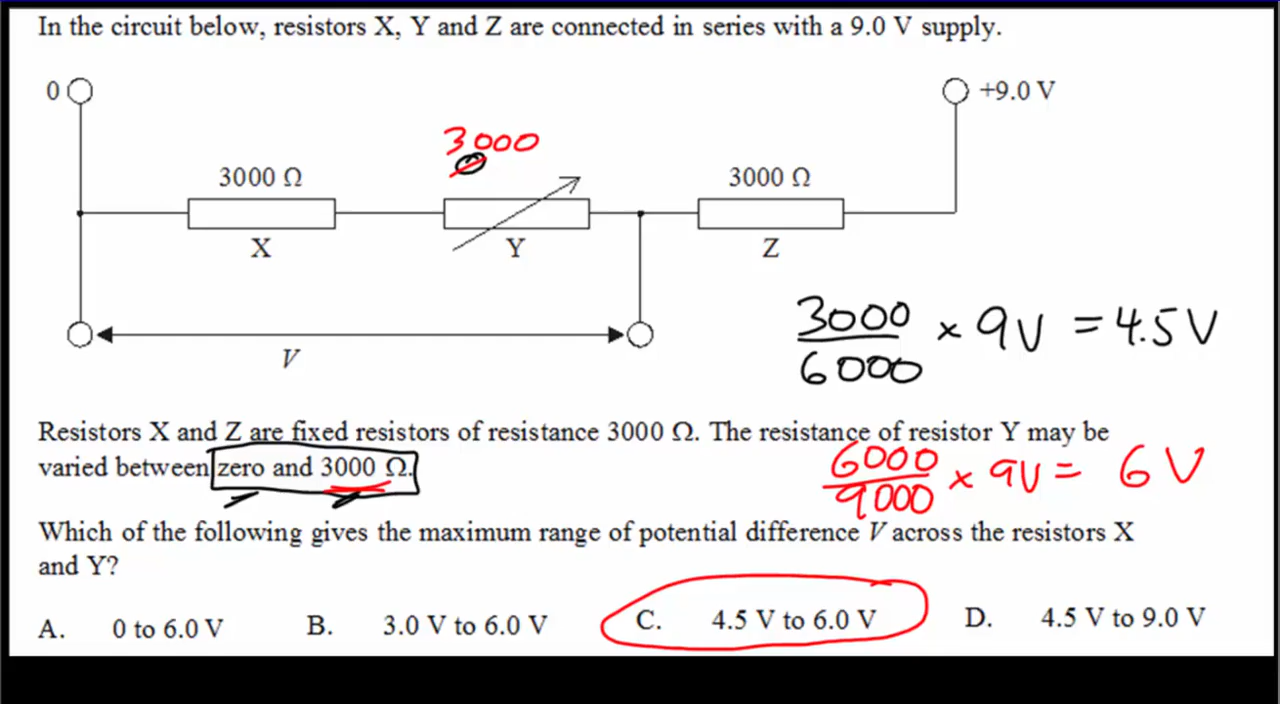 In the circuit below, resistors X, Y and Z are connected in series with a 9.0 V supply.
0
+9.0 V
3000
0
3000 Ω
3000 Ω
X
Y
Z
V
3000
6000
× 9V = 4.5 V
Resistors X and Z are fixed resistors of resistance 3000 Ω. The resistance of resistor Y may be
varied between zero and 3000 Ω.
6000
9000
× 9V = 6 V
Which of the following gives the maximum range of potential difference V across the resistors X
and Y?
A. 0 to 6.0 V B. 3.0 V to 6.0 V C. 4.5 V to 6.0 V D. 4.5 V to 9.0 V